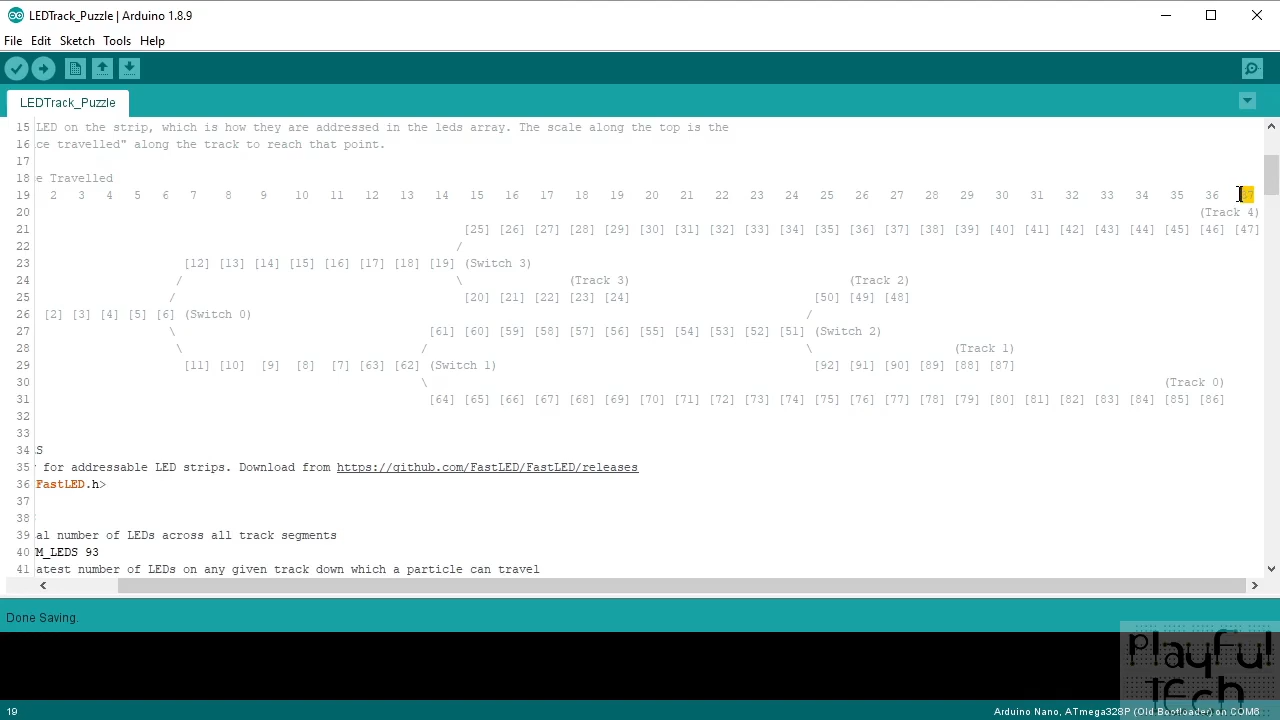 LEDTrack_Puzzle | Arduino 1.8.9
File Edit Sketch Tools Help
LEDTrack_Puzzle
15 LED on the strip, which is how they are addressed in the leds array. The scale along the top is the
16 ce travelled" along the track to reach that point.
17
18 e Travelled
19 2 3 4 5 6 7 8 9 10 11 12 13 14 15 16 17 18 19 20 21 22 23 24 25 26 27 28 29 30 31 32 33 34 35 36 37
20 (Track 4)
21 [25] [26] [27] [28] [29] [30] [31] [32] [33] [34] [35] [36] [37] [38] [39] [40] [41] [42] [43] [44] [45] [46] [47]
22 /
23 [12] [13] [14] [15] [16] [17] [18] [19] (Switch 3)
24 / \ (Track 3) (Track 2)
25 / [20] [21] [22] [23] [24] [50] [49] [48]
26 [2] [3] [4] [5] [6] (Switch 0) /
27 \ [61] [60] [59] [58] [57] [56] [55] [54] [53] [52] [51] (Switch 2)
28 \ / \ (Track 1)
29 [11] [10] [9] [8] [7] [63] [62] (Switch 1) [92] [91] [90] [89] [88] [87]
30 \ (Track 0)
31 [64] [65] [66] [67] [68] [69] [70] [71] [72] [73] [74] [75] [76] [77] [78] [79] [80] [81] [82] [83] [84] [85] [86]
32
33
34 S
35 for addressable LED strips. Download from https://github.com/FastLED/FastLED/releases
36 FastLED.h>
37
38
39 al number of LEDs across all track segments
40 M_LEDS 93
41 atest number of LEDs on any given track down which a particle can travel
Done Saving.
Playful
Tech
19 Arduino Nano, ATmega328P (Old Bootloader) on COM6